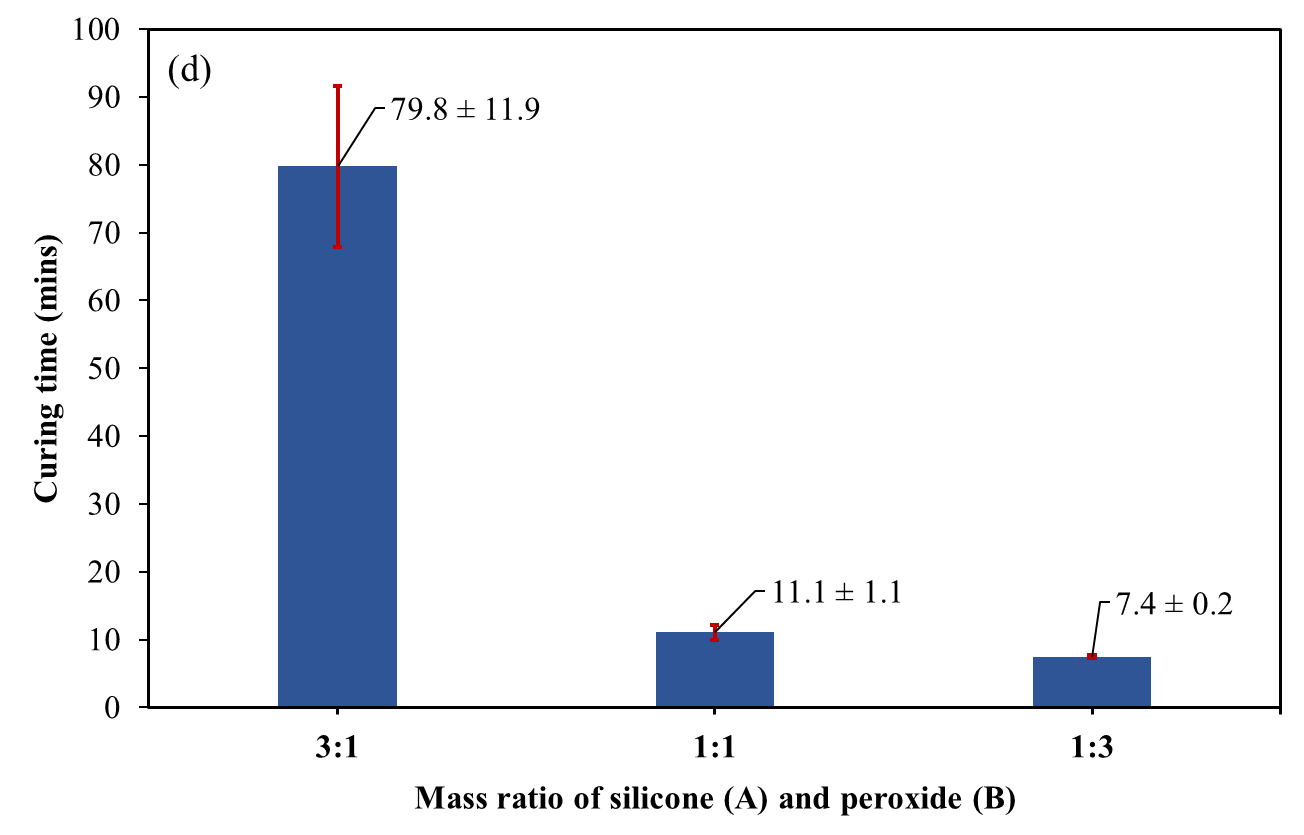 (d)
100
90
80
70
60
50
40
30
20
10
0
Curing time (mins)
79.8 ± 11.9
11.1 ± 1.1
7.4 ± 0.2
3:1
1:1
1:3
Mass ratio of silicone (A) and peroxide (B)